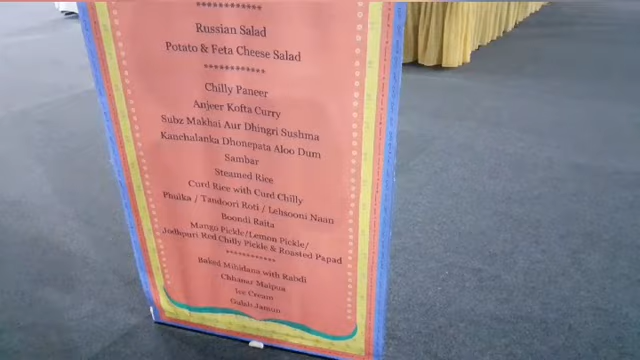 ************
Russian Salad
Potato & Feta Cheese Salad
************
Chilly Paneer
Anjeer Kofta Curry
Subz Makhai Aur Dhingri Sushma
Kanchalanka Dhonepata Aloo Dum
Sambar
Steamed Rice
Curd Rice with Curd Chilly
Phulka / Tandoori Roti / Lehsooni Naan
Boondi Raita
Mango Pickle/Lemon Pickle/
Jodhpuri Red Chilly Pickle & Roasted Papad
************
Baked Mihidana with Rabdi
Chhanar Malpua
Ice Cream
Gulab Jamun